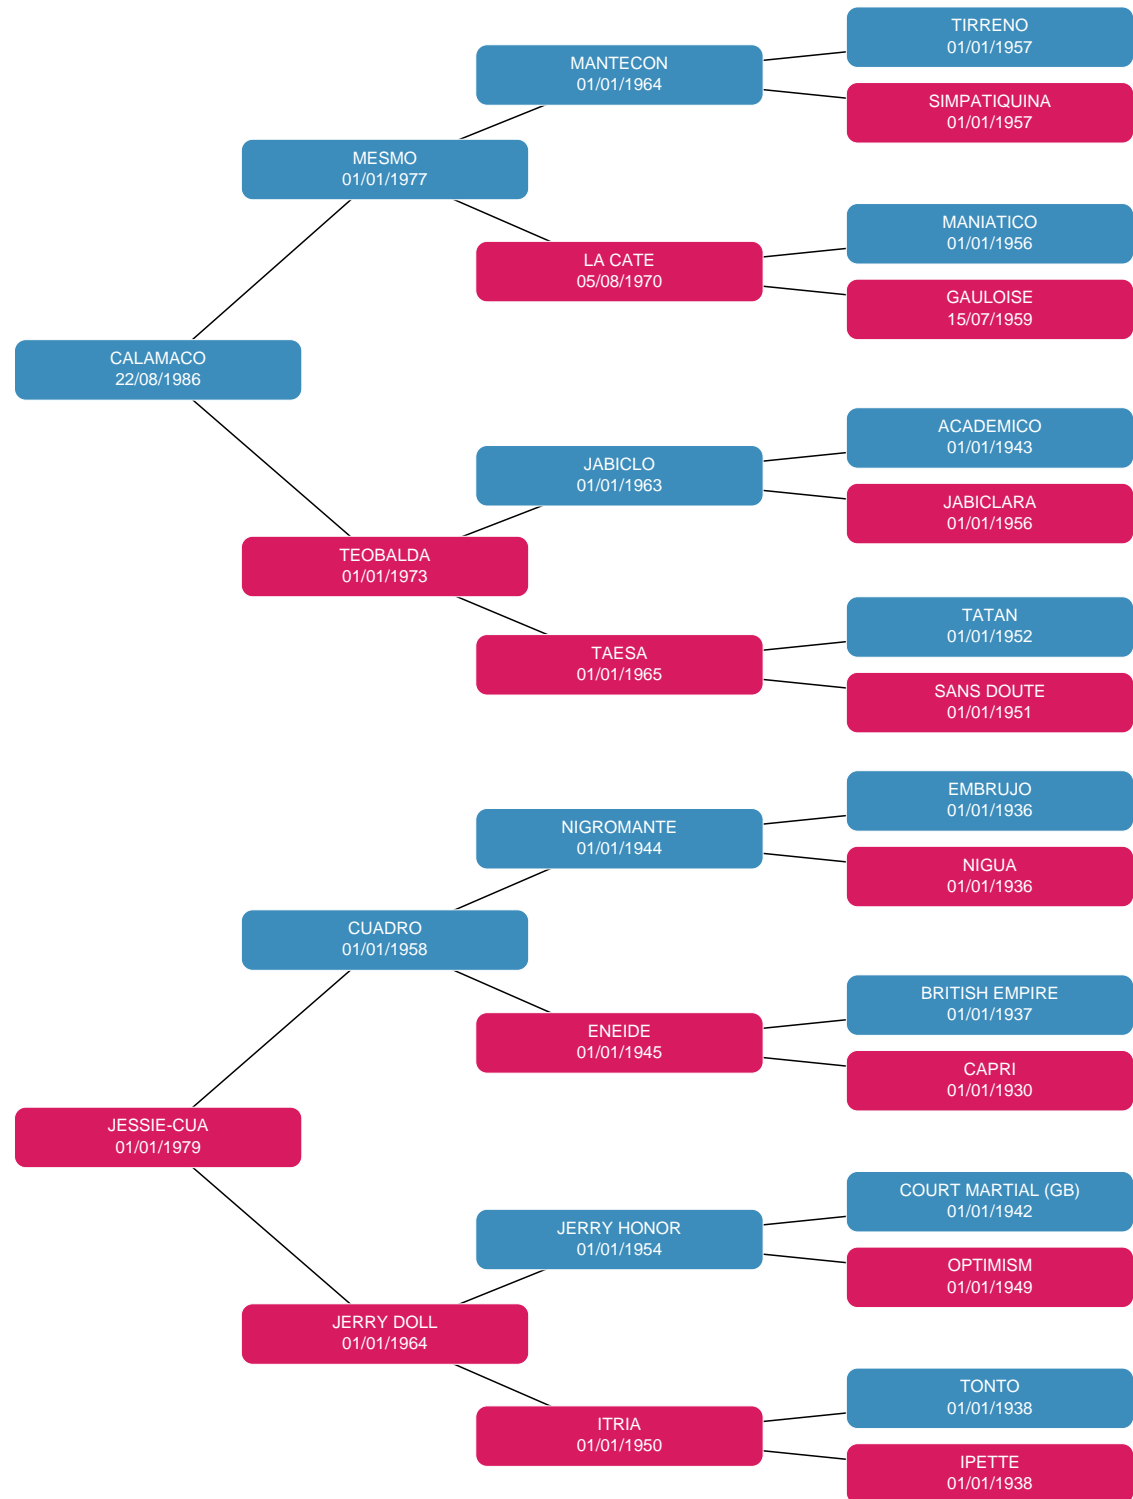 TIRRENO
01/01/1957
MANTECON
01/01/1964
SIMPATIQUINA
01/01/1957
MESMO
01/01/1977
MANIATICO
01/01/1956
LA CATE
05/08/1970
GAULOISE
15/07/1959
CALAMACO
22/08/1986
ACADEMICO
01/01/1943
JABICLO
01/01/1963
JABICLARA
01/01/1956
TEOBALDA
01/01/1973
TATAN
01/01/1952
TAESA
01/01/1965
SANS DOUTE
01/01/1951
EMBRUJO
01/01/1936
NIGROMANTE
01/01/1944
NIGUA
01/01/1936
CUADRO
01/01/1958
BRITISH EMPIRE
01/01/1937
ENEIDE
01/01/1945
CAPRI
01/01/1930
JESSIE-CUA
01/01/1979
COURT MARTIAL (GB)
01/01/1942
JERRY HONOR
01/01/1954
OPTIMISM
01/01/1949
JERRY DOLL
01/01/1964
TONTO
01/01/1938
ITRIA
01/01/1950
IPETTE
01/01/1938